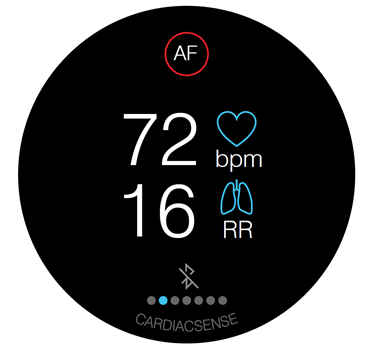 AF
72
bpm
16
RR
CARDIACSENSE